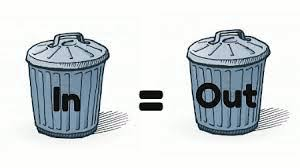 In = Out